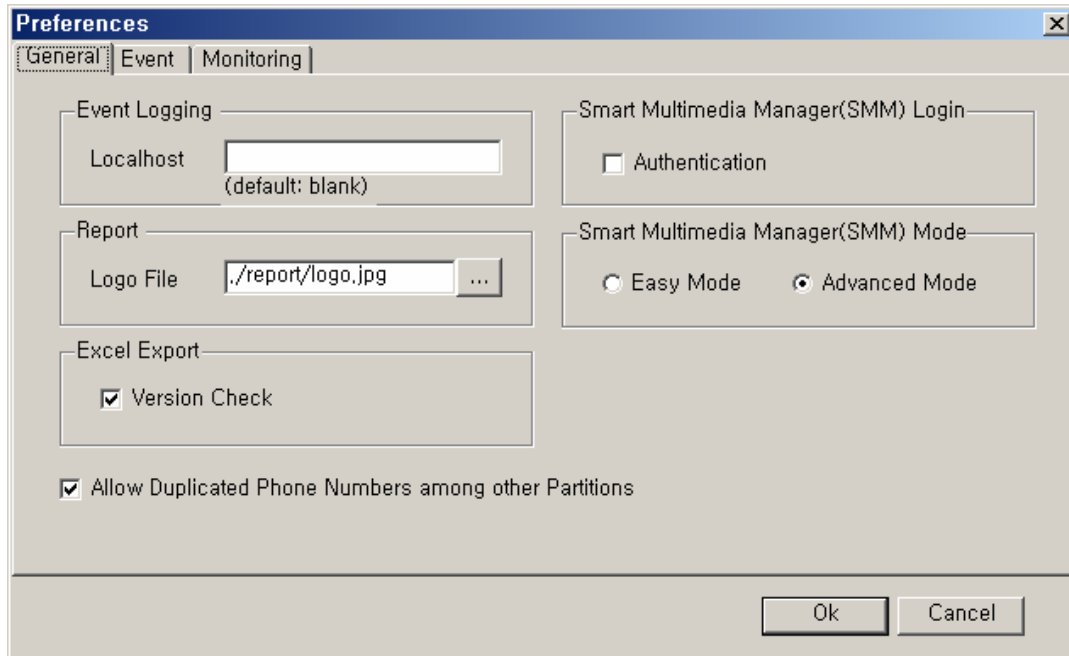 Preferences
General Event Monitoring
Event Logging
Localhost
(default: blank)
Report
Logo File ./report/logo.jpg ...
Excel Export
Version Check
Allow Duplicated Phone Numbers among other Partitions
Smart Multimedia Manager(SMM) Login
Authentication
Smart Multimedia Manager(SMM) Mode
Easy Mode Advanced Mode
Ok Cancel